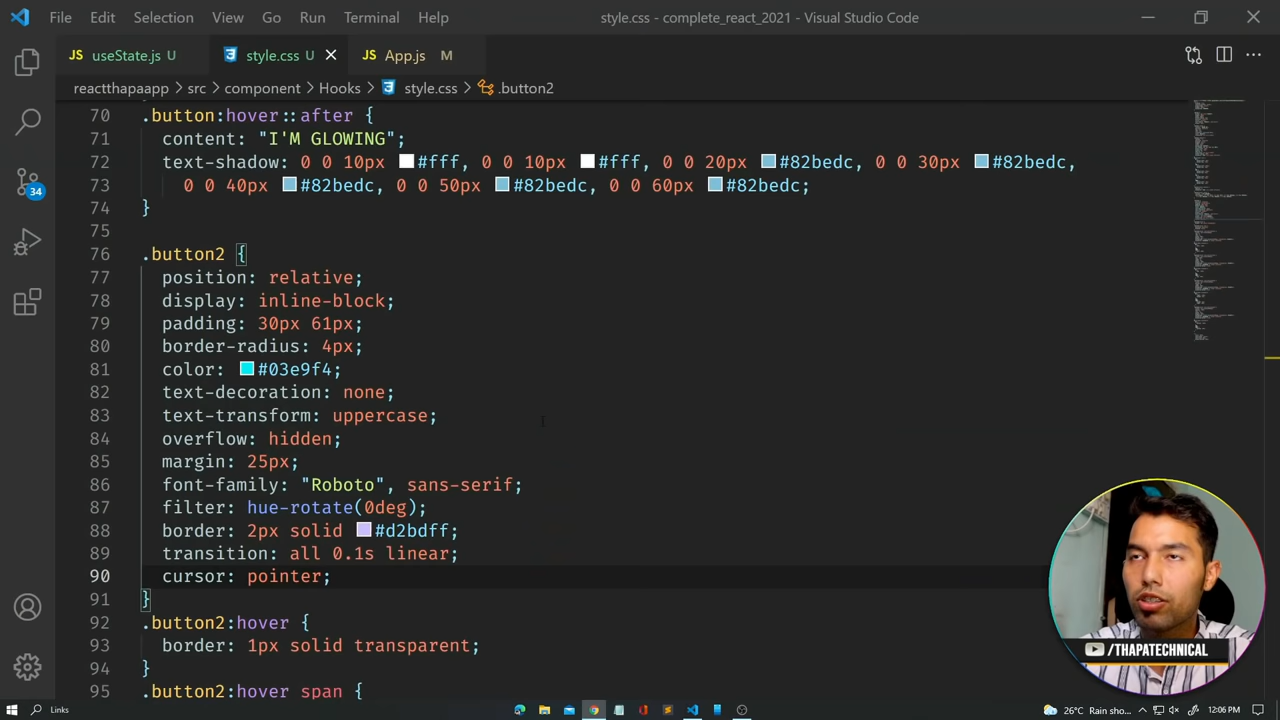 File Edit Selection View Go Run Terminal Help style.css - complete_react_2021 - Visual Studio Code
JS useState.js U style.css U JS App.js M
reactthapaapp > src > component > Hooks > style.css > .button2
70 .button:hover::after {
71 content: "I'M GLOWING";
72 text-shadow: 0 0 10px #fff, 0 0 10px #fff, 0 0 20px #82bedc, 0 0 30px #82bedc,
73 0 0 40px #82bedc, 0 0 50px #82bedc, 0 0 60px #82bedc;
74 }
75
76 .button2 {
77 position: relative;
78 display: inline-block;
79 padding: 30px 61px;
80 border-radius: 4px;
81 color: #03e9f4;
82 text-decoration: none;
83 text-transform: uppercase;
84 overflow: hidden;
85 margin: 25px;
86 font-family: "Roboto", sans-serif;
87 filter: hue-rotate(0deg);
88 border: 2px solid #d2bdff;
89 transition: all 0.1s linear;
90 cursor: pointer;
91 }
92 .button2:hover {
93 border: 1px solid transparent;
94 }
95 .button2:hover span {
34
/THAPATECHNICAL
Links 26°C Rain sho... 12:06 PM